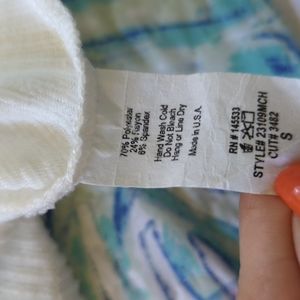 70% Polyester
24% Rayon
6% Spandex
Hand Wash Cold
Do Not Bleach
Hang or Line Dry
Made in U.S.A.
RN # 145533
STYLE# 23109MCH
CUT# 3462
S